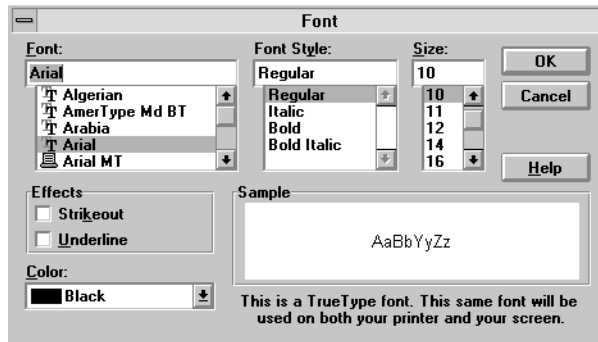 Font
Font:
Font Style:
Size:
Arial
Regular
10
OK
Algerian
AmerType Md BT
Arabia
Arial
Arial MT
Regular
Italic
Bold
Bold Italic
10
11
12
14
16
Cancel
Help
Effects
Strikeout
Underline
Sample
AaBbYyZz
Color:
Black
This is a TrueType font. This same font will be
used on both your printer and your screen.